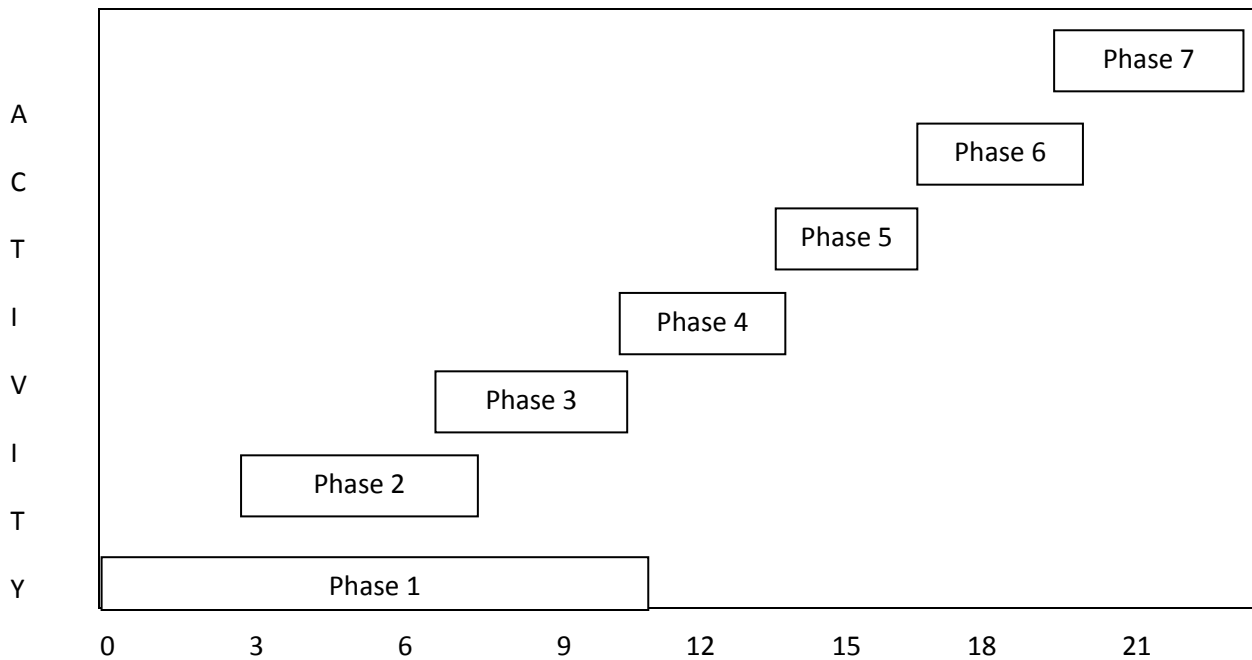 Phase 7
A
Phase 6
C
Phase 5
T
I
Phase 4
V
Phase 3
I
Phase 2
T
Phase 1
Y
0 3 6 9 12 15 18 21